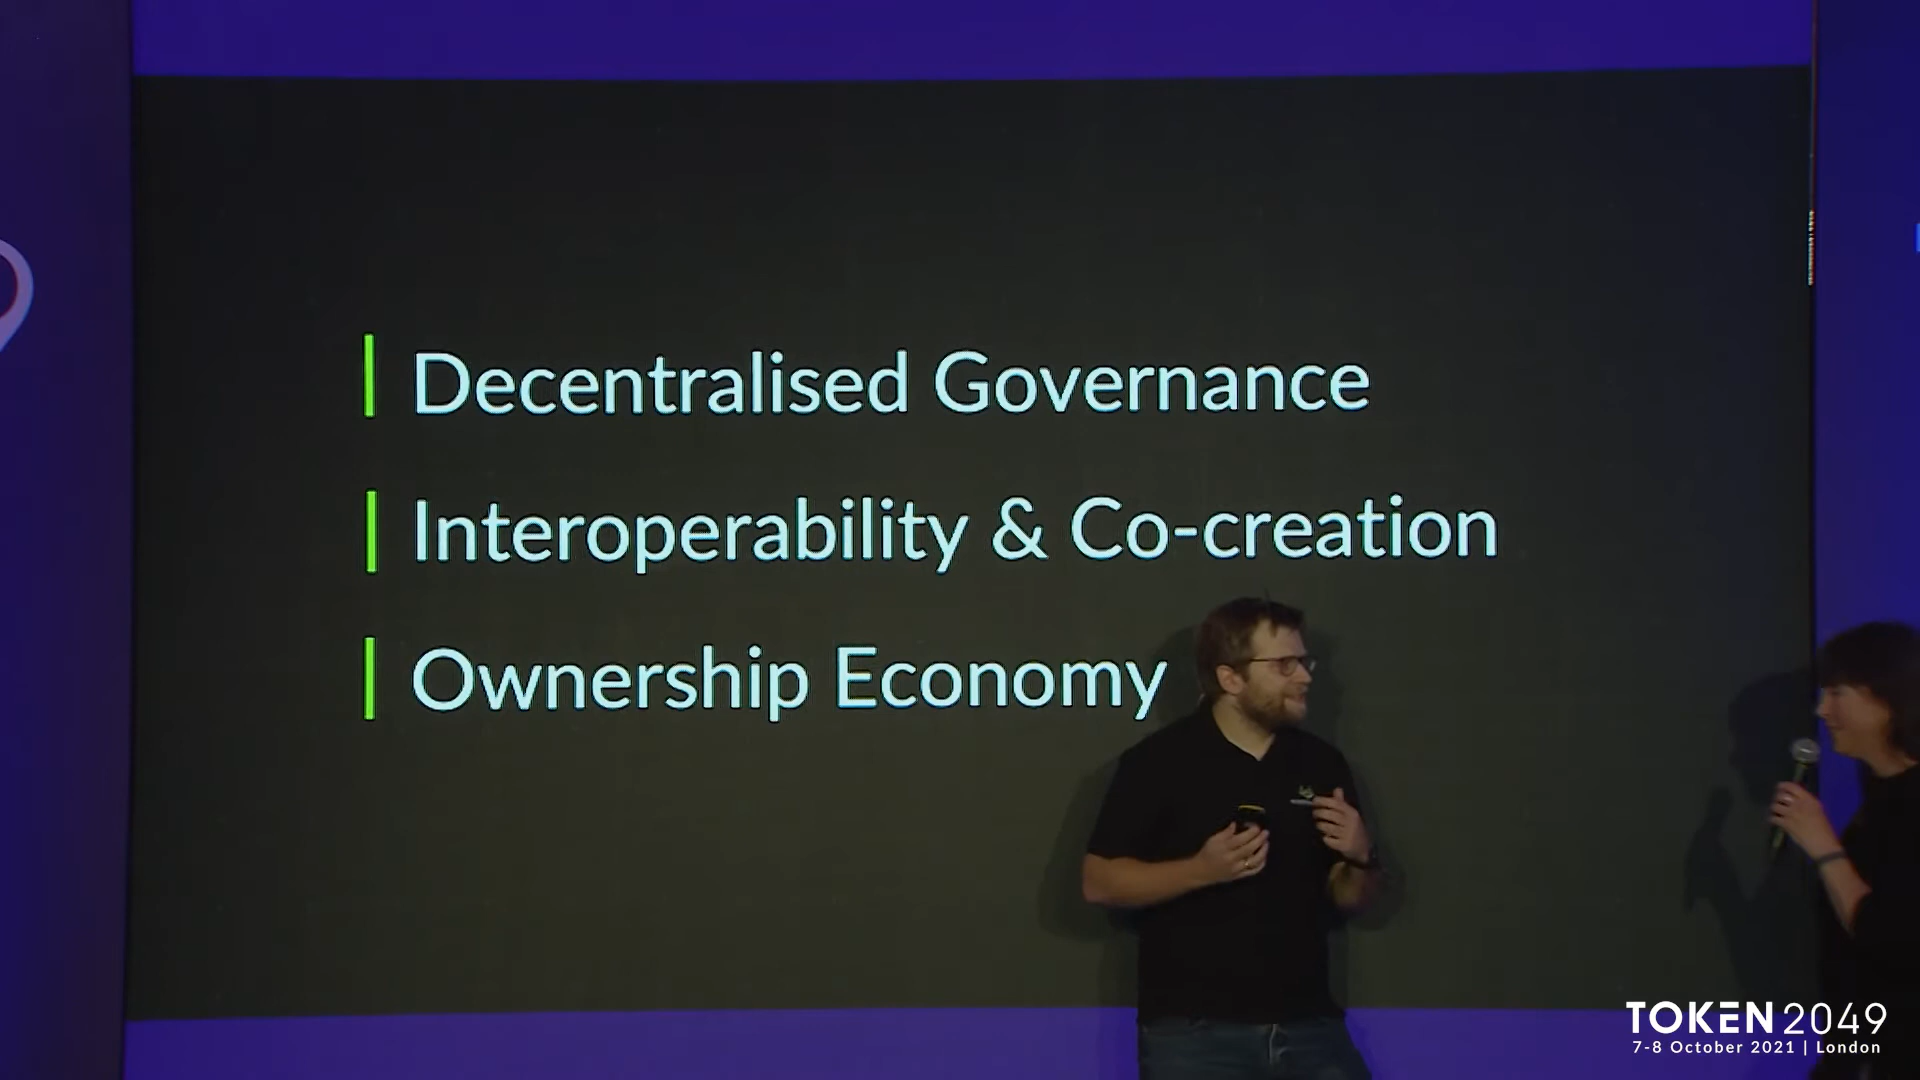 Decentralised Governance
Interoperability & Co-creation
Ownership Economy
TOKEN2049
7-8 October 2021 | London